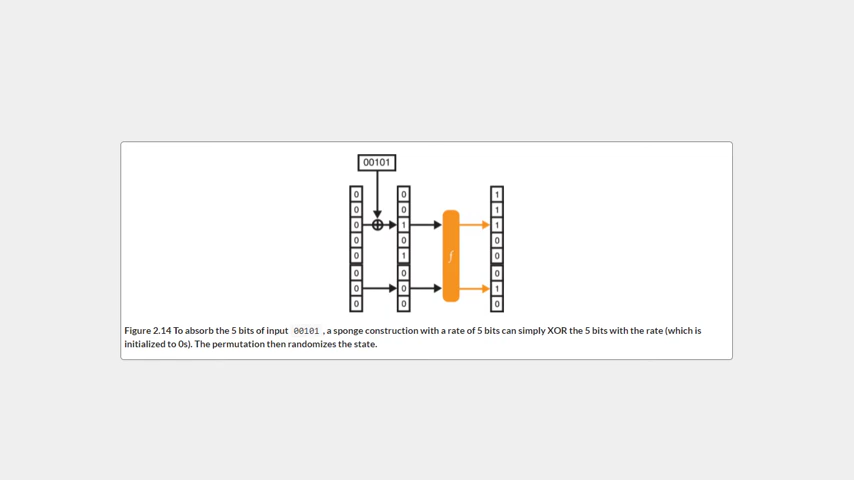 00101
0 0 1
0 0 1
0 1 1
0 0 0
0 1 0
0 0 0
0 0 1
0 0 0
f
Figure 2.14 To absorb the 5 bits of input 00101 , a sponge construction with a rate of 5 bits can simply XOR the 5 bits with the rate (which is
initialized to 0s). The permutation then randomizes the state.